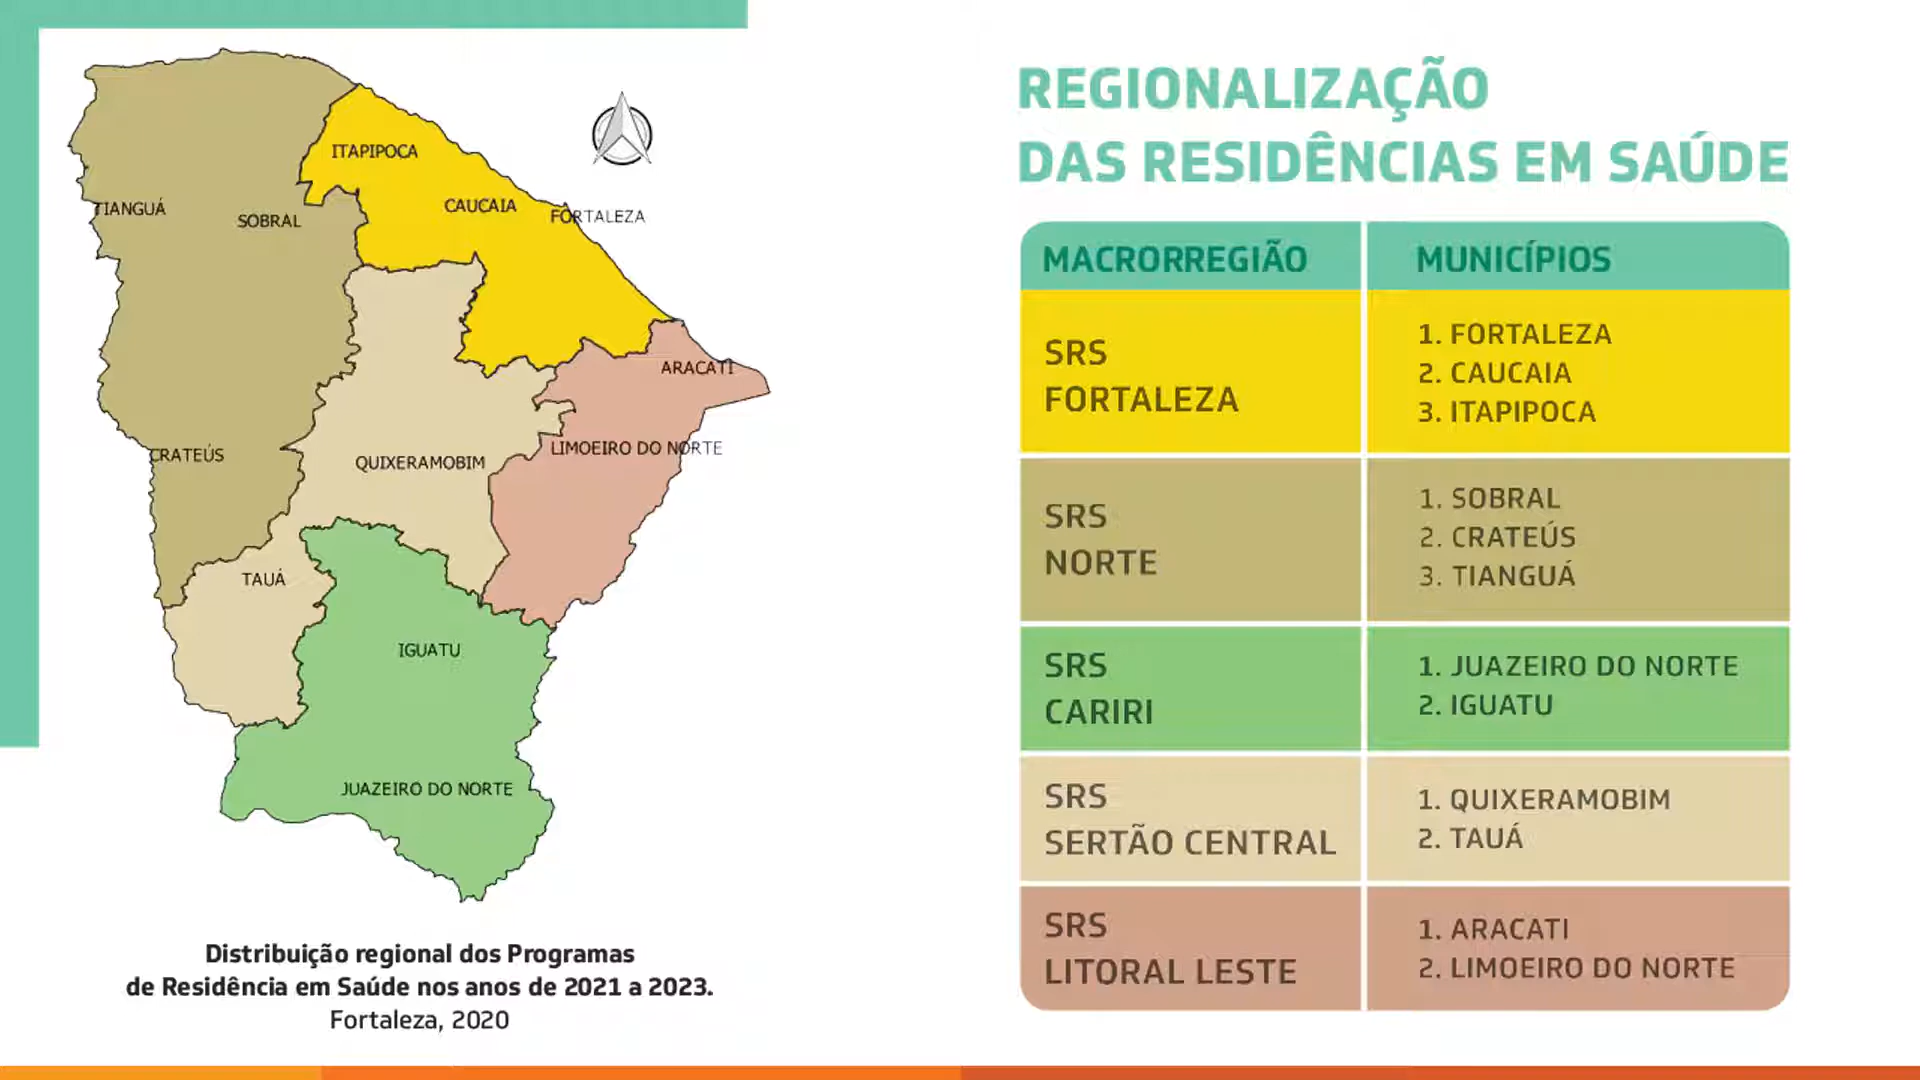 ITAPIPOCA
CAUCAIA
FORTALEZA
TIANGUÁ
SOBRAL
ARACATI
CRATEÚS
QUIXERAMOBIM
LIMOEIRO DO NORTE
TAUÁ
IGUATU
JUAZEIRO DO NORTE
Distribuição regional dos Programas
de Residência em Saúde nos anos de 2021 a 2023.
Fortaleza, 2020
REGIONALIZAÇÃO
DAS RESIDÊNCIAS EM SAÚDE
MACRORREGIÃO
MUNICÍPIOS
SRS
FORTALEZA
1. FORTALEZA
2. CAUCAIA
3. ITAPIPOCA
SRS
NORTE
1. SOBRAL
2. CRATEÚS
3. TIANGUÁ
SRS
CARIRI
1. JUAZEIRO DO NORTE
2. IGUATU
SRS
SERTÃO CENTRAL
1. QUIXERAMOBIM
2. TAUÁ
SRS
LITORAL LESTE
1. ARACATI
2. LIMOEIRO DO NORTE